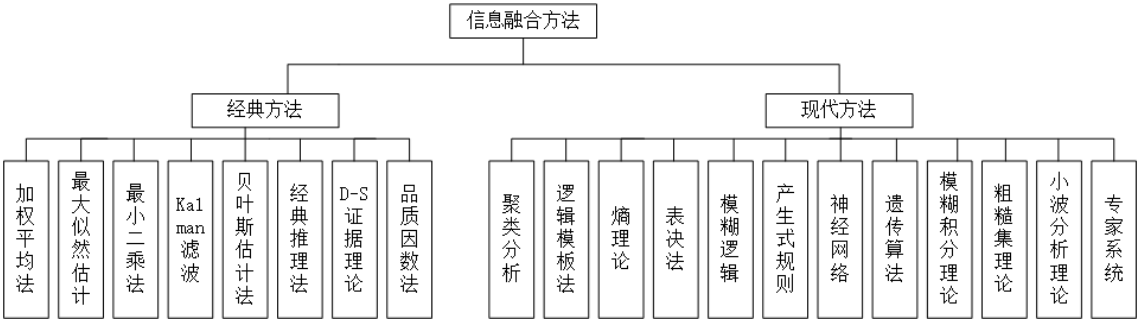 信息融合方法
经典方法
现代方法
加权平均法
最大似然估计
最小二乘法
Kalman滤波
贝叶斯估计法
经典推理法
D-S证据理论
品质因数法
聚类分析
逻辑模板法
熵理论
表决法
模糊逻辑
产生式规则
神经网络
遗传算法
模糊积分理论
粗糙集理论
小波分析理论
专家系统